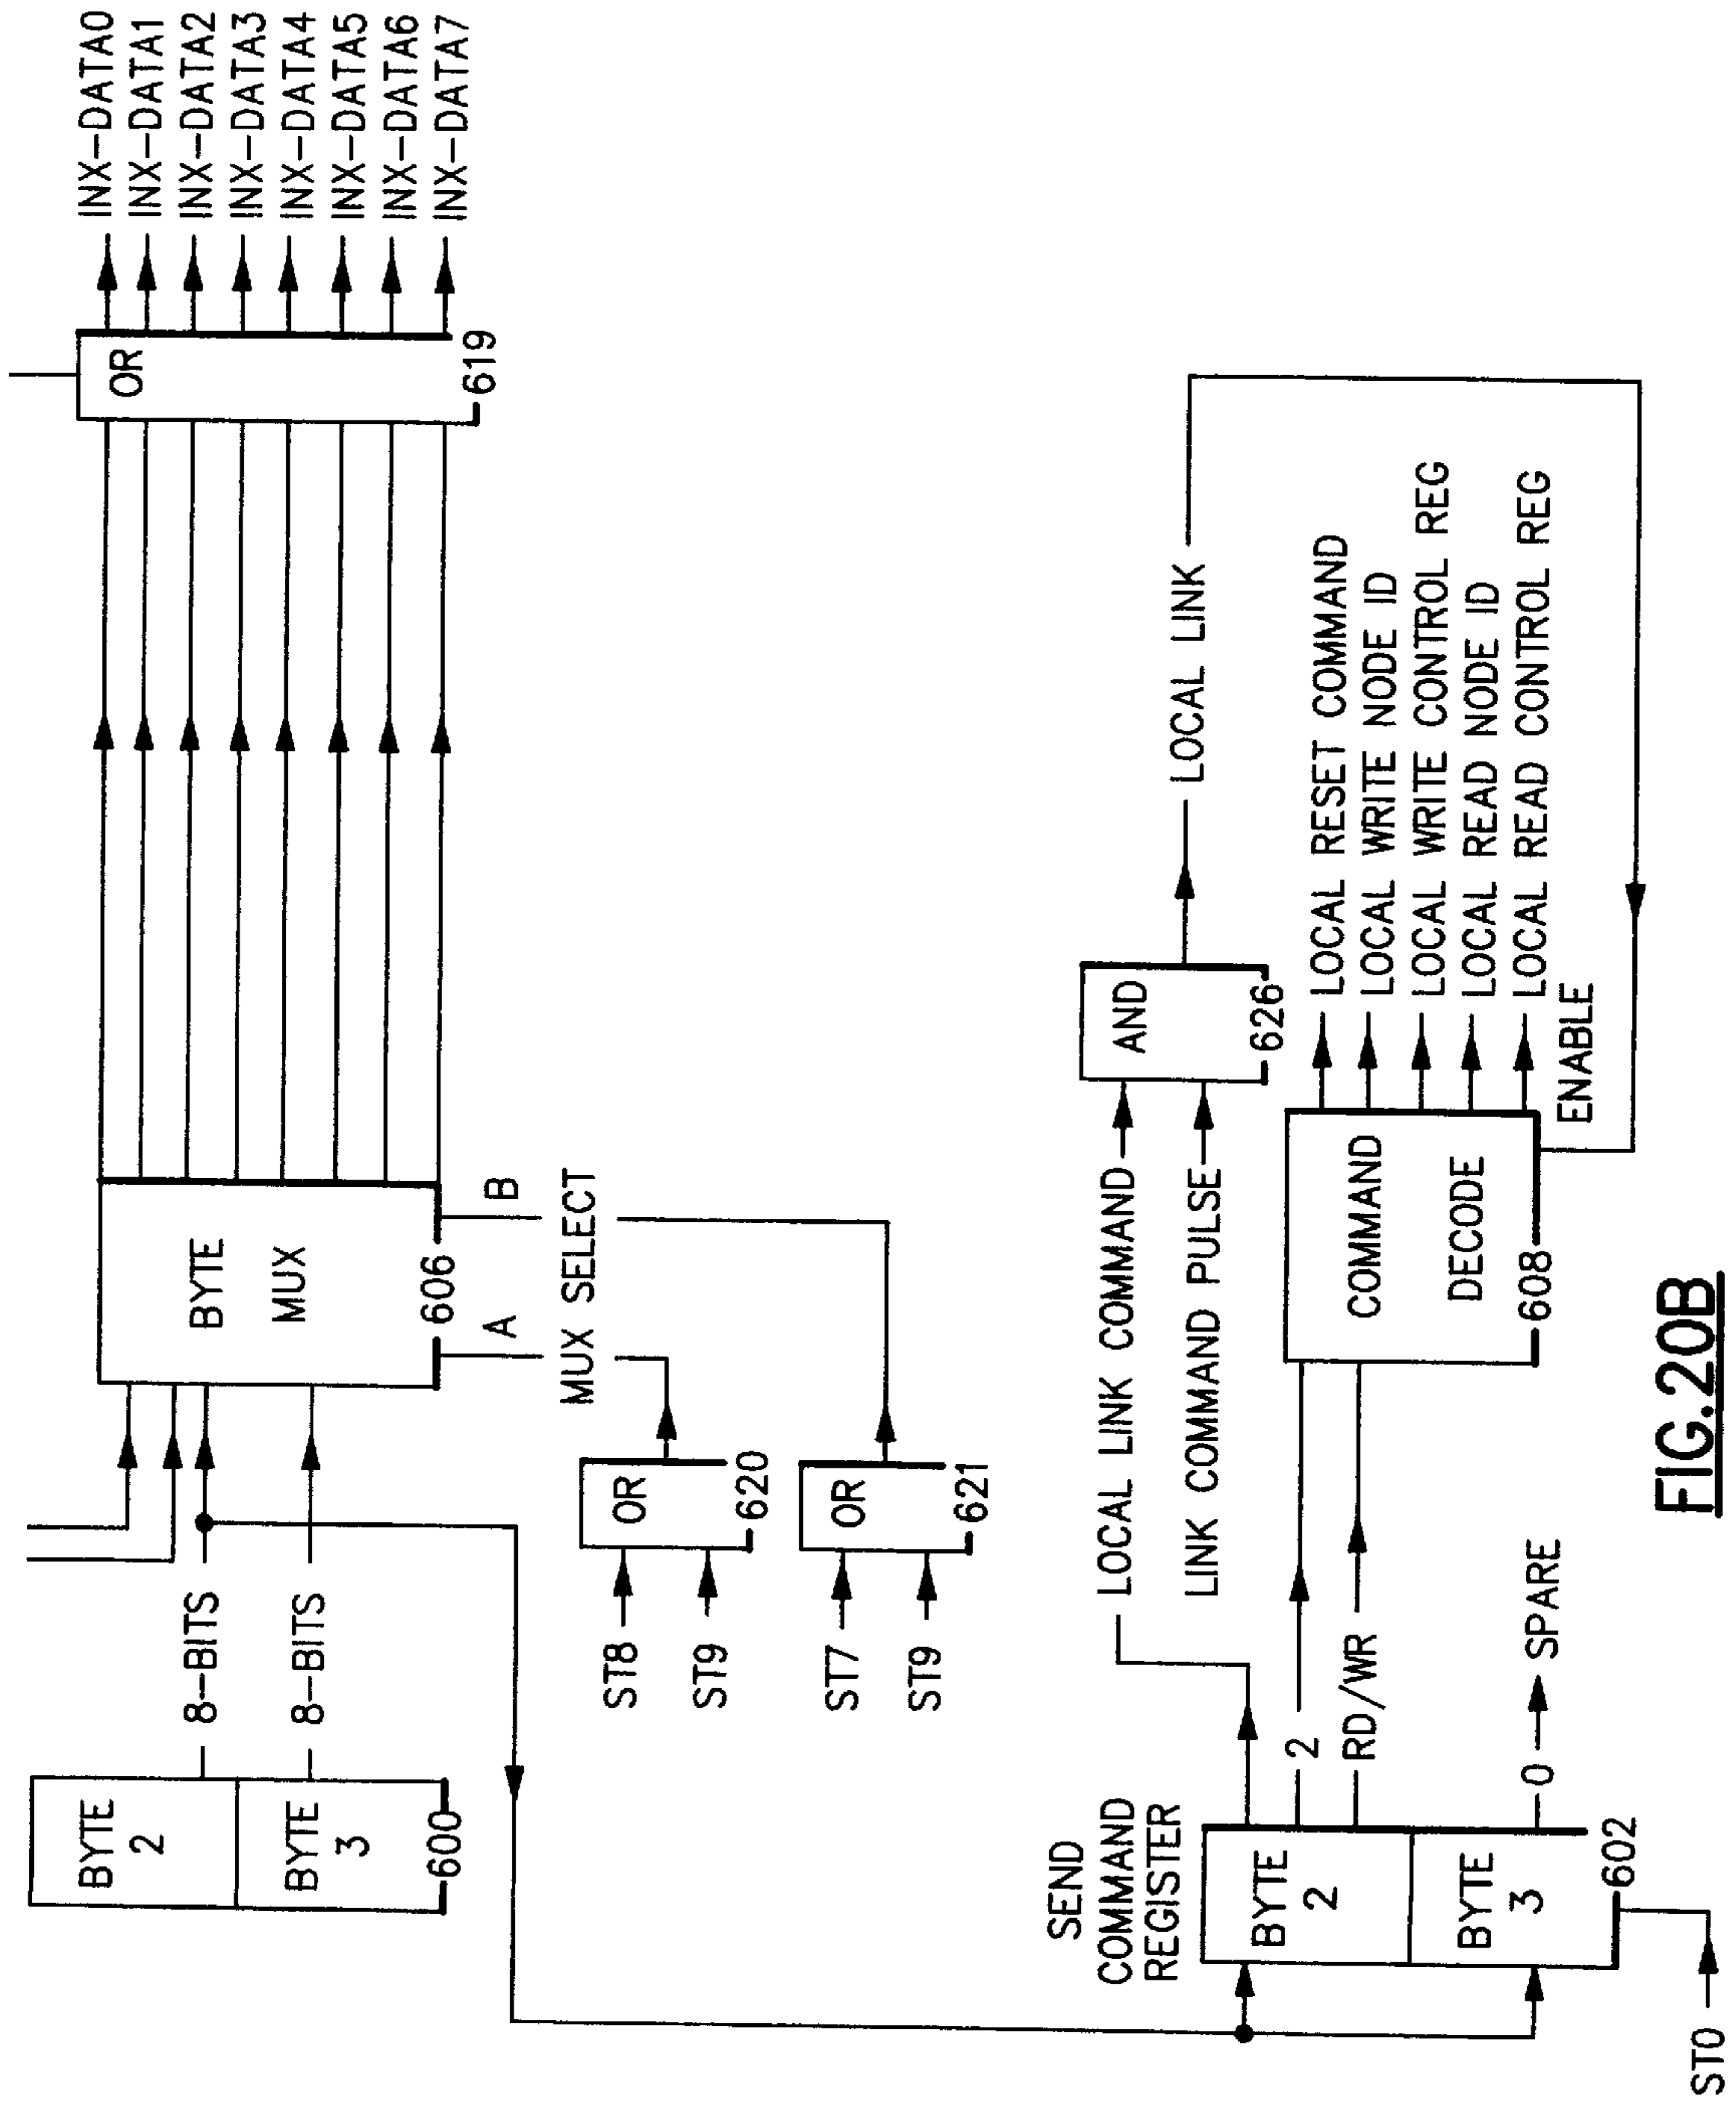 INX-DATA0
INX-DATA1
INX-DATA2
INX-DATA3
INX-DATA4
INX-DATA5
INX-DATA6
INX-DATA7
OR
619
BYTE
MUX
606
A
B
MUX SELECT
BYTE
2
BYTE
3
600
8-BITS
8-BITS
ST8
ST9
OR
620
ST7
ST9
OR
621
SEND
COMMAND
REGISTER
BYTE
2
BYTE
3
602
ST0
LOCAL LINK COMMAND
LINK COMMAND PULSE
AND
626
LOCAL LINK
2
RD/WR
0
SPARE
COMMAND
DECODE
608
LOCAL RESET COMMAND
LOCAL WRITE NODE ID
LOCAL WRITE CONTROL REG
LOCAL READ NODE ID
LOCAL READ CONTROL REG
ENABLE
FIG.20B